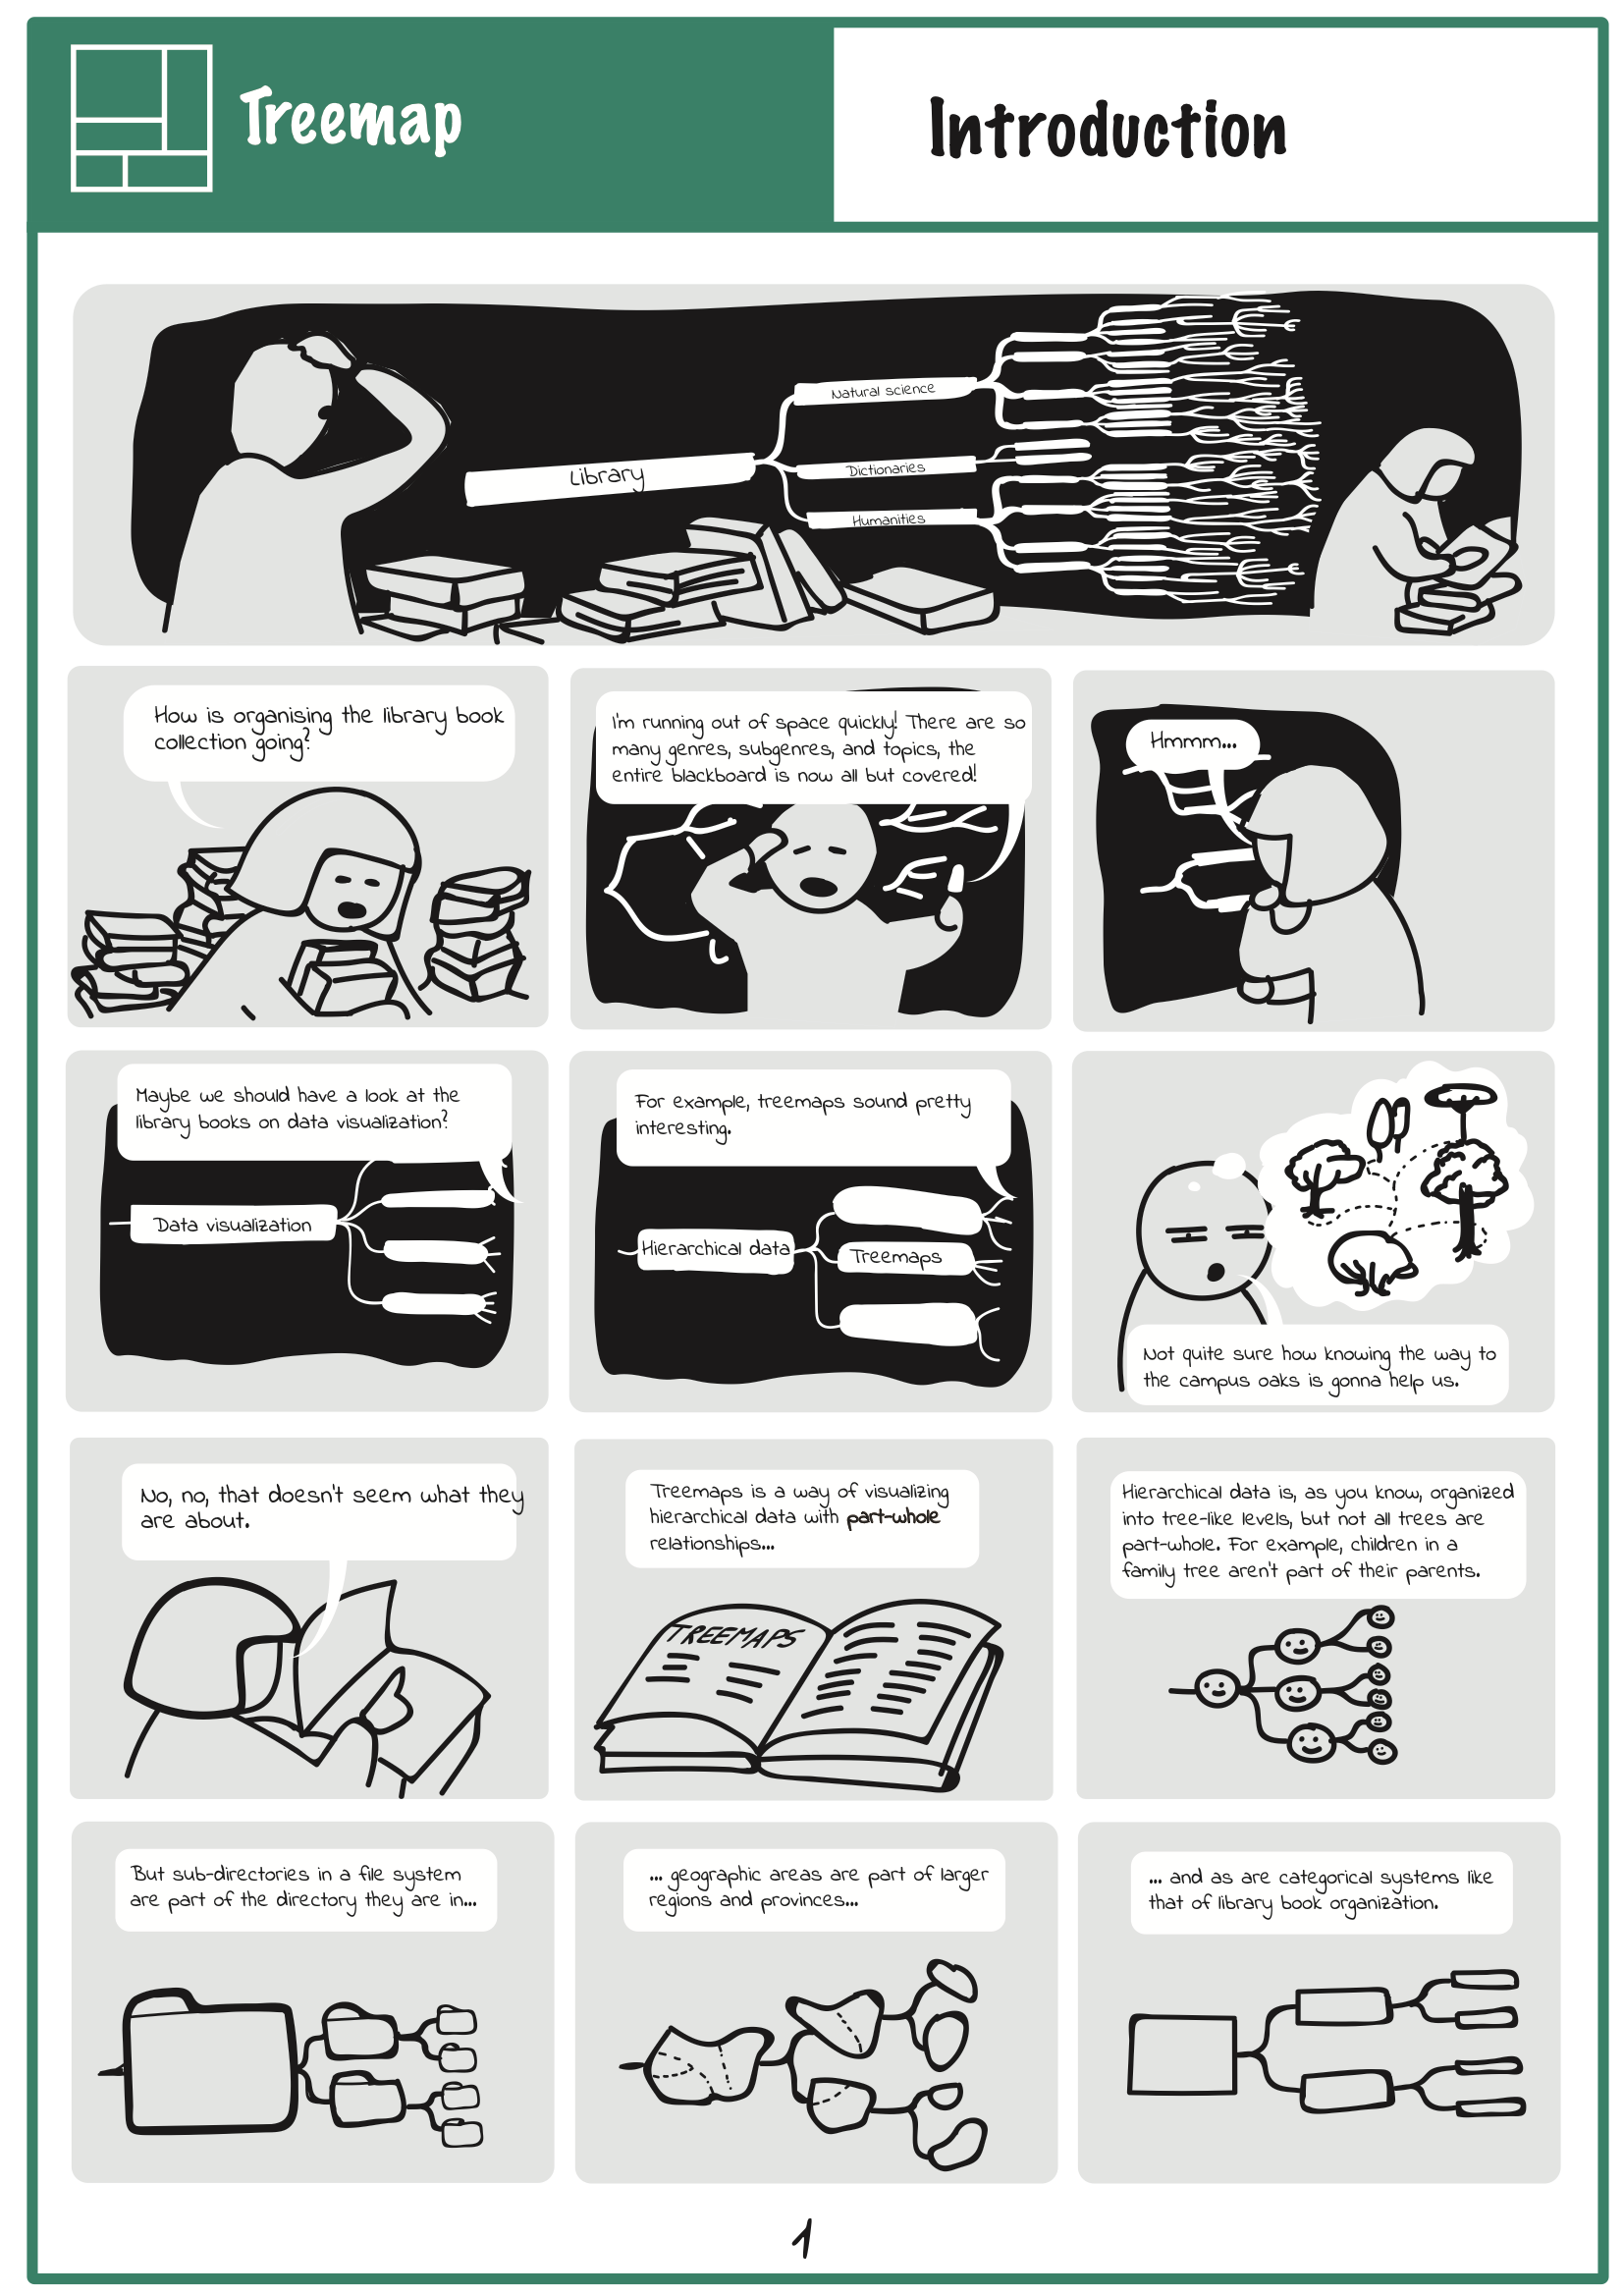 Treemap
Introduction
Library
Natural science
Dictionaries
Humanities
How is organising the library book
collection going?
I'm running out of space quickly! There are so
many genres, subgenres, and topics, the
entire blackboard is now all but covered!
Hmmm...
Maybe we should have a look at the
library books on data visualization?
Data visualization
For example, treemaps sound pretty
interesting.
Hierarchical data
Treemaps
Not quite sure how knowing the way to
the campus oaks is gonna help us.
No, no, that doesn't seem what they
are about.
Treemaps is a way of visualizing
hierarchical data with part-whole
relationships...
TREEMAPS
Hierarchical data is, as you know, organized
into tree-like levels, but not all trees are
part-whole. For example, children in a
family tree aren't part of their parents.
But sub-directories in a file system
are part of the directory they are in...
... geographic areas are part of larger
regions and provinces...
... and as are categorical systems like
that of library book organization.
1